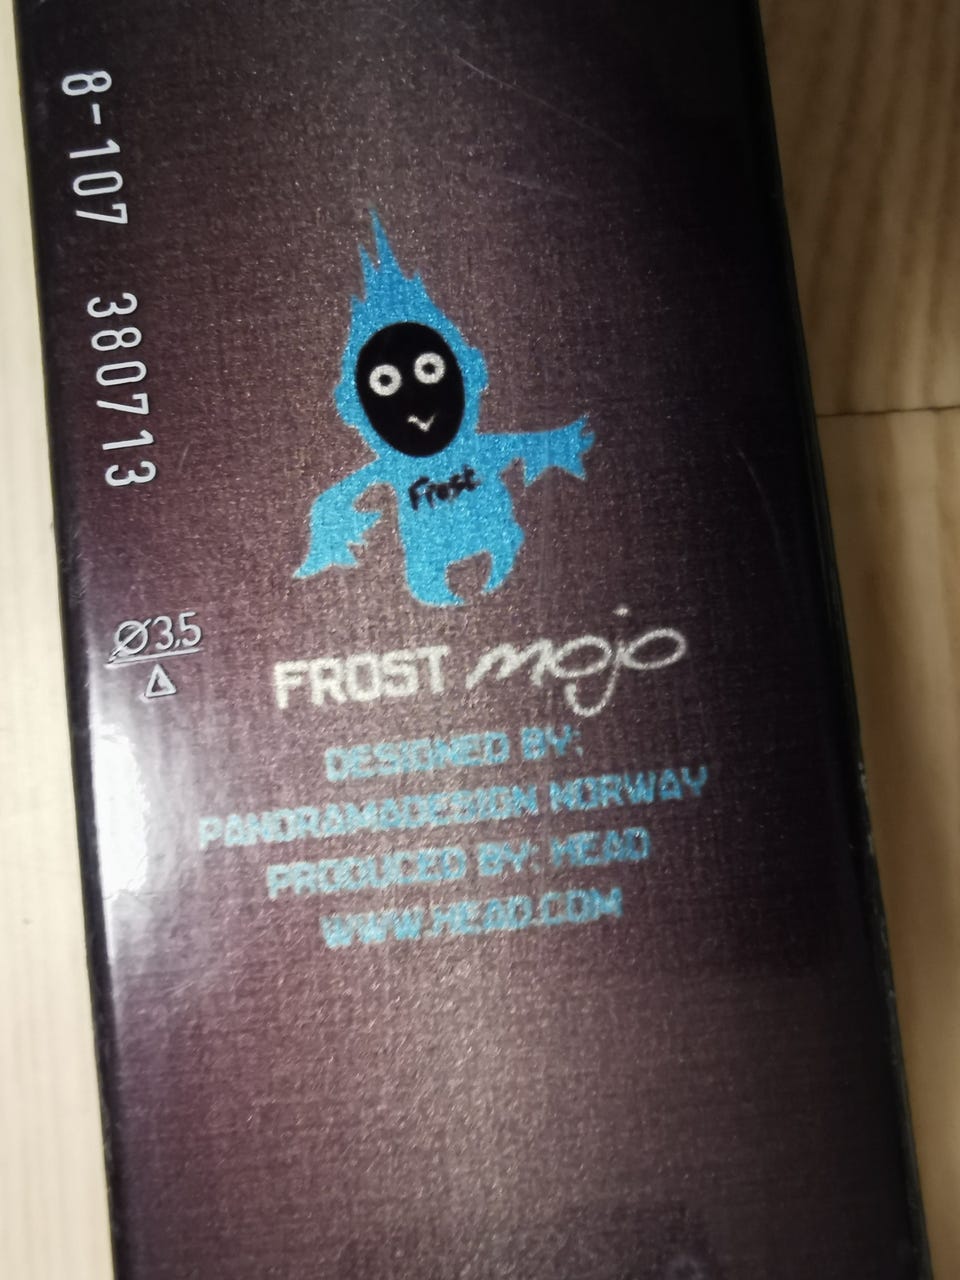 8-107 380713
Ø3,5
Frost
FROST mojo
DESIGNED BY:
PANORAMADESIGN NORWAY
PRODUCED BY: HEAD
WWW.HEAD.COM